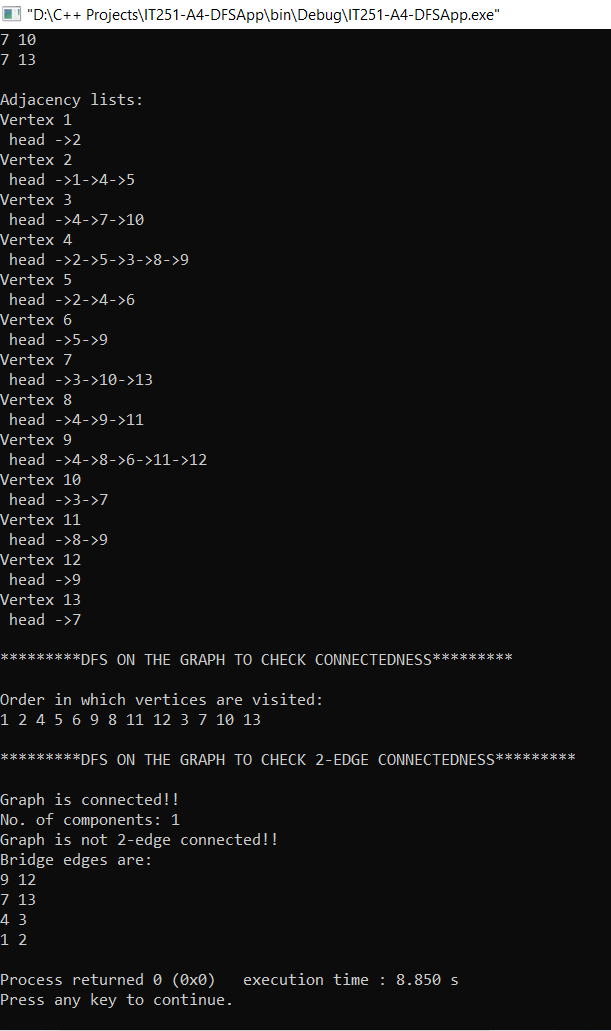 "D:\C++ Projects\IT251-A4-DFSApp\bin\Debug\IT251-A4-DFSApp.exe"
7 10
7 13
Adjacency lists:
Vertex 1
head ->2
Vertex 2
head ->1->4->5
Vertex 3
head ->4->7->10
Vertex 4
head ->2->5->3->8->9
Vertex 5
head ->2->4->6
Vertex 6
head ->5->9
Vertex 7
head ->3->10->13
Vertex 8
head ->4->9->11
Vertex 9
head ->4->8->6->11->12
Vertex 10
head ->3->7
Vertex 11
head ->8->9
Vertex 12
head ->9
Vertex 13
head ->7
*********DFS ON THE GRAPH TO CHECK CONNECTEDNESS*********
Order in which vertices are visited:
1 2 4 5 6 9 8 11 12 3 7 10 13
*********DFS ON THE GRAPH TO CHECK 2-EDGE CONNECTEDNESS*********
Graph is connected!!
No. of components: 1
Graph is not 2-edge connected!!
Bridge edges are:
9 12
7 13
4 3
1 2
Process returned 0 (0x0)   execution time : 8.850 s
Press any key to continue.